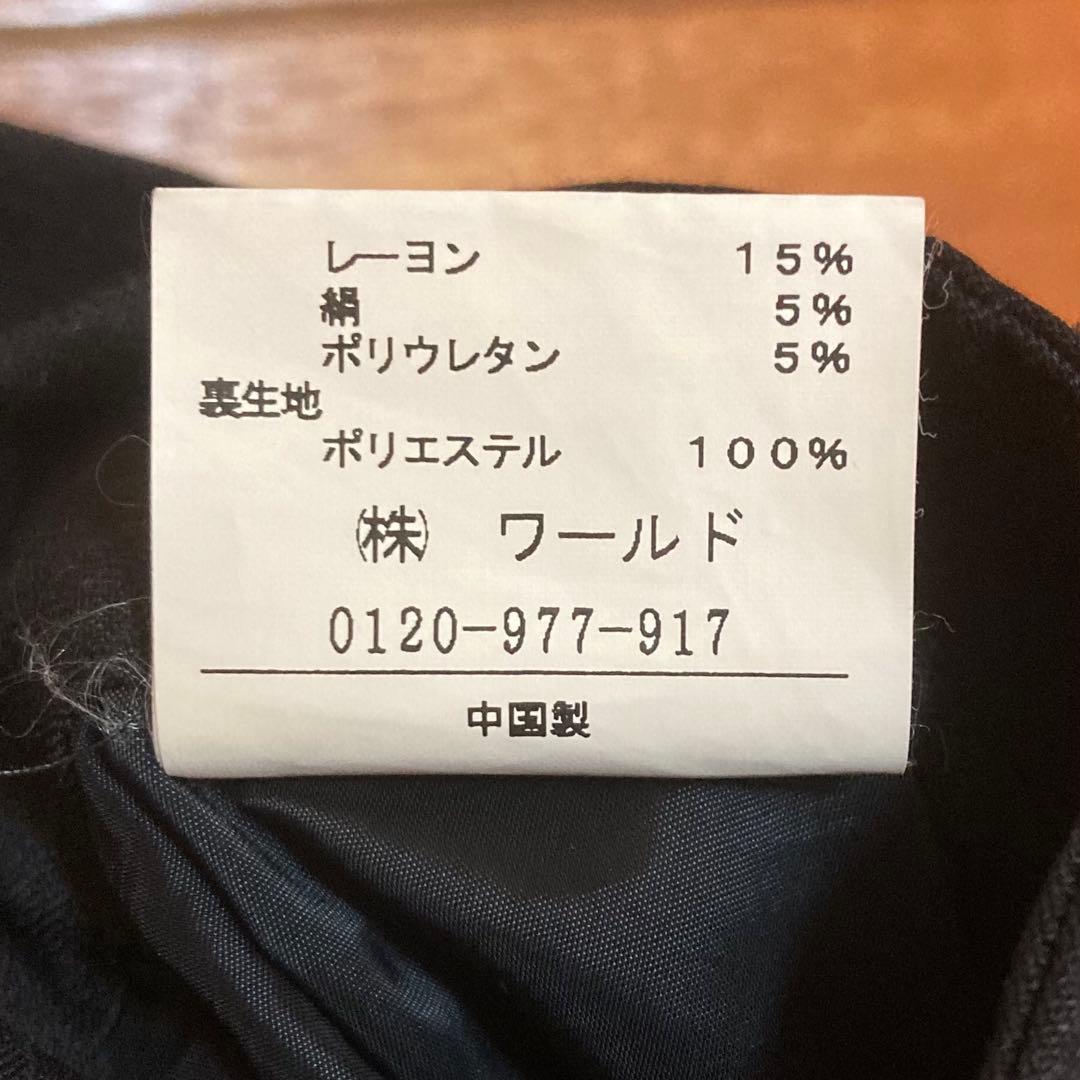 レーヨン 15%
絹 5%
ポリウレタン 5%
裏生地
ポリエステル 100%
㈱ ワールド
0120-977-917
中国製